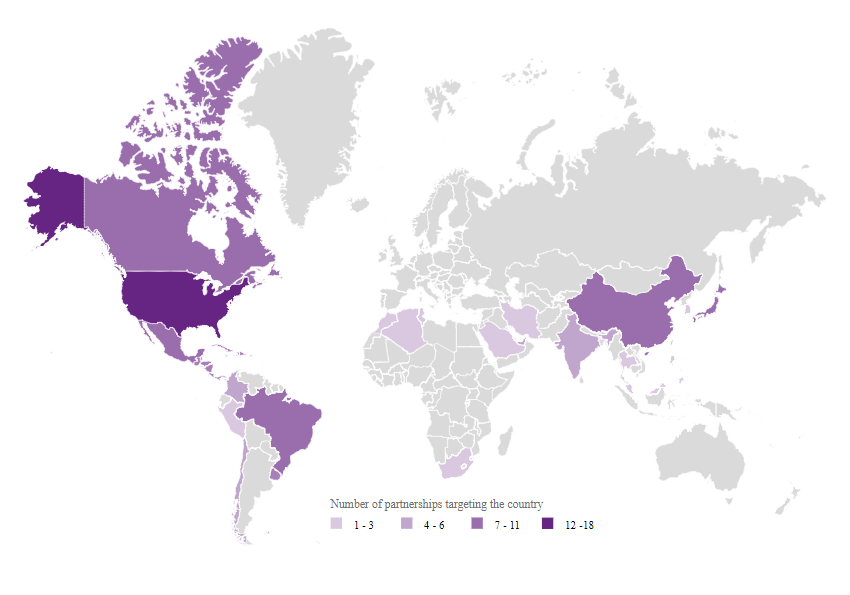 Number of partnerships targeting the country
1 - 3 4 - 6 7 - 11 12 -18